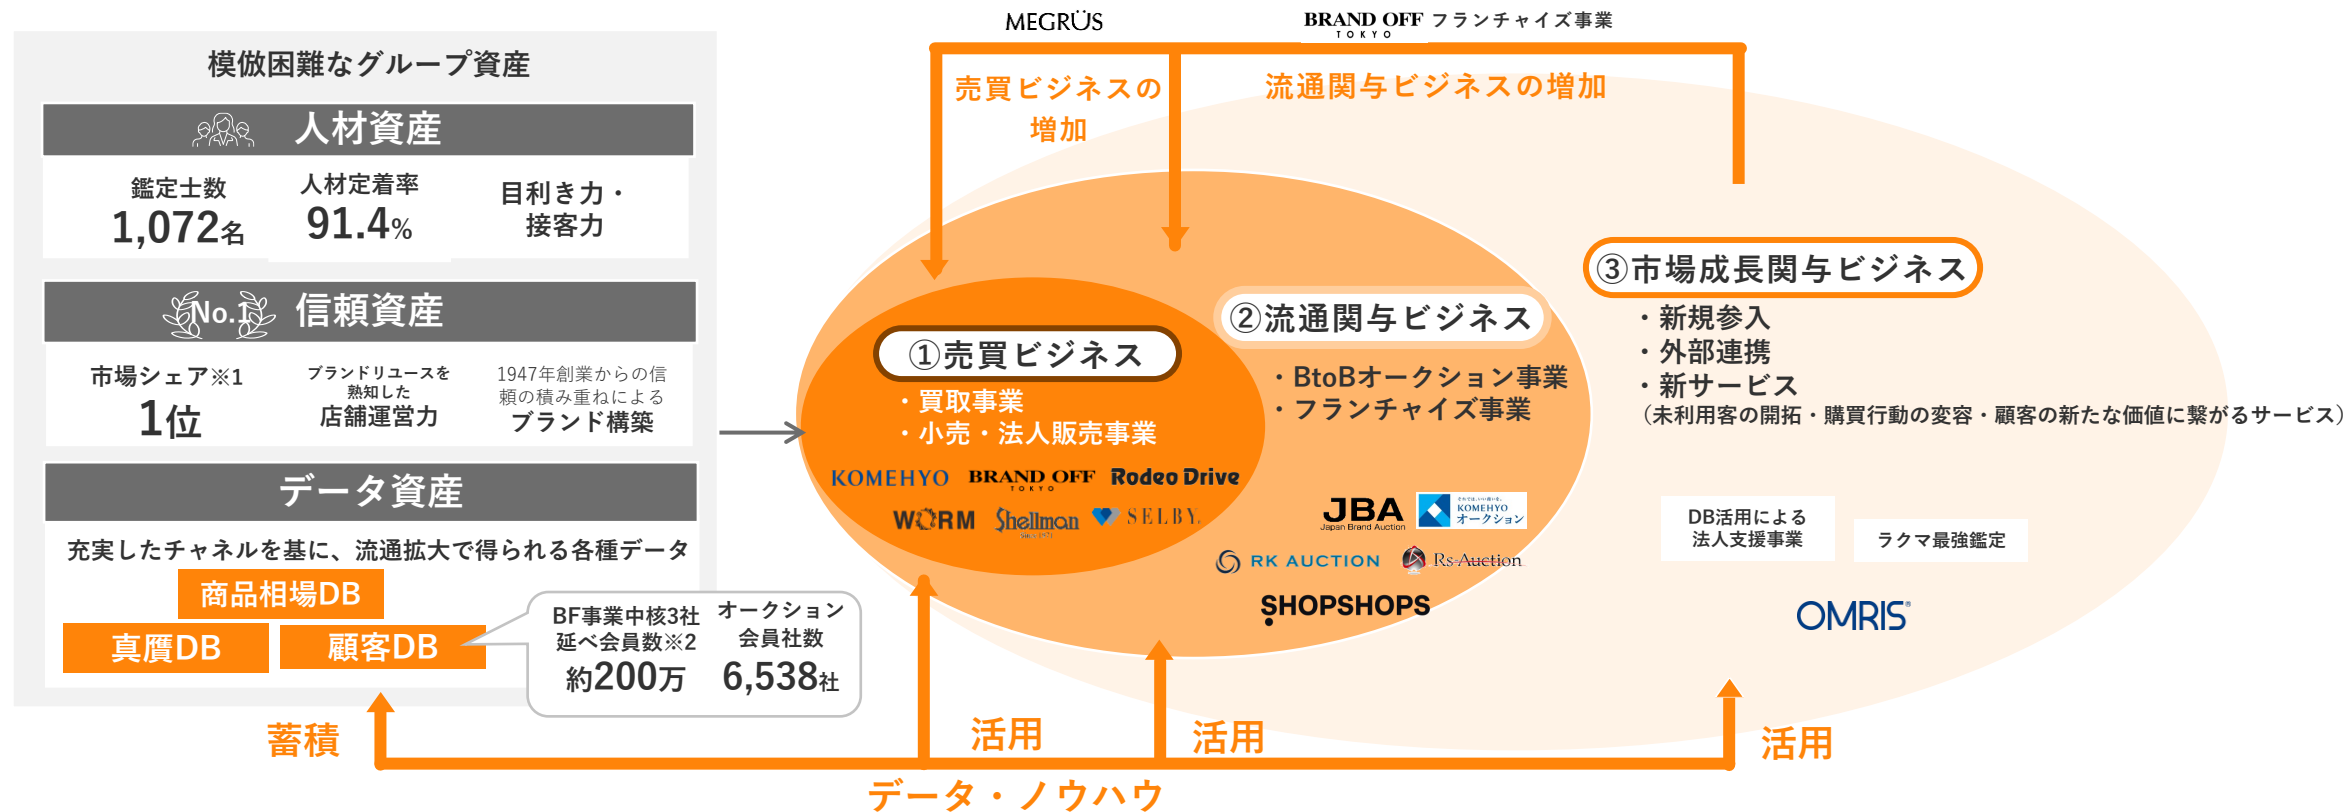 模倣困難なグループ資産
人材資産
鑑定士数
1,072名
人材定着率
91.4%
目利き力・
接客力
No.1
信頼資産
市場シェア※1
1位
ブランドリユースを
熟知した
店舗運営力
1947年創業からの信
頼の積み重ねによる
ブランド構築
データ資産
充実したチャネルを基に、流通拡大で得られる各種データ
商品相場DB
真贋DB
顧客DB
BF事業中核3社
延べ会員数※2
約200万
オークション
会員社数
6,538社
蓄積
MEGRÜS
BRAND OFF
TOKYO
フランチャイズ事業
売買ビジネスの
増加
流通関与ビジネスの増加
①売買ビジネス
・買取事業
・小売・法人販売事業
KOMEHYO
BRAND OFF
TOKYO
Rodeo Drive
WORM
Shellman
Since 1971
SELBY
②流通関与ビジネス
・BtoBオークション事業
・フランチャイズ事業
JBA
Japan Brand Auction
KOMEHYO
オークション
RK AUCTION
Rs-Auction
SHOPSHOPS
③市場成長関与ビジネス
・新規参入
・外部連携
・新サービス
（未利用客の開拓・購買行動の変容・顧客の新たな価値に繋がるサービス）
DB活用による
法人支援事業
ラクマ最強鑑定
OMRIS®
活用
活用
活用
データ・ノウハウ